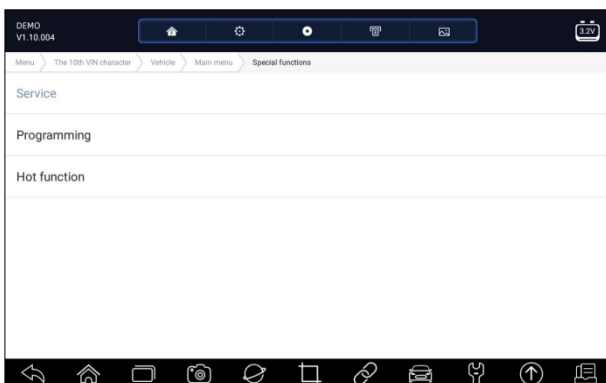 DEMO
V1.10.004
3.2V
Menu The 10th VIN character Vehicle Main menu Special functions
Service
Programming
Hot function